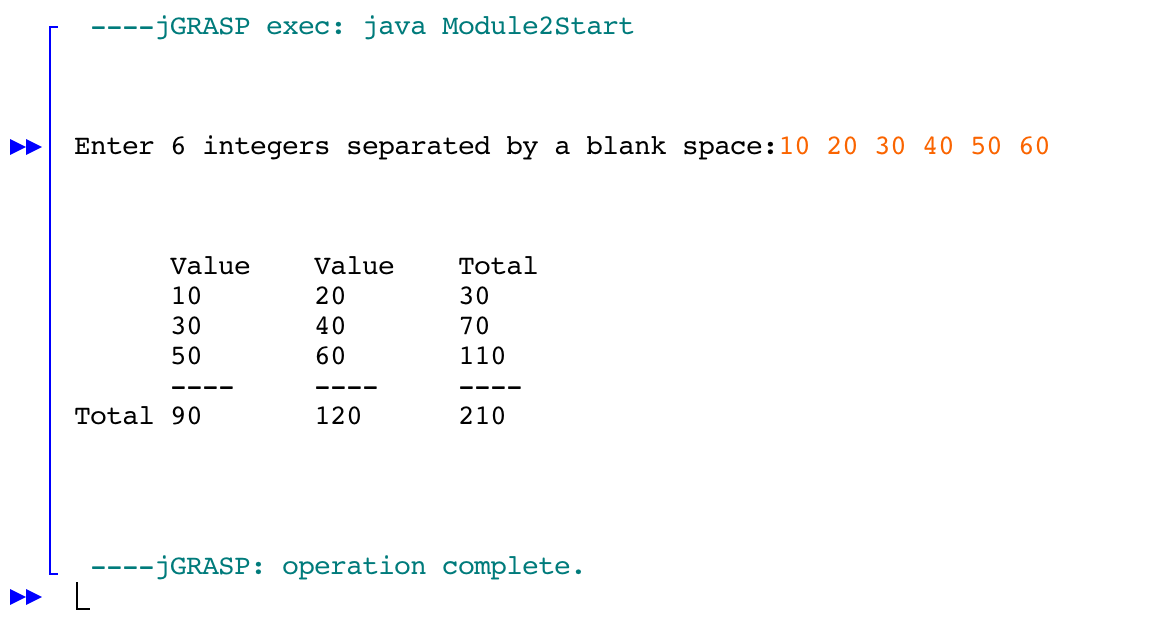 ----jGRASP exec: java Module2Start
Enter 6 integers separated by a blank space:10 20 30 40 50 60
Value    Value    Total
10       20       30
30       40       70
50       60       110
----     ----     ----
Total 90       120      210
----jGRASP: operation complete.